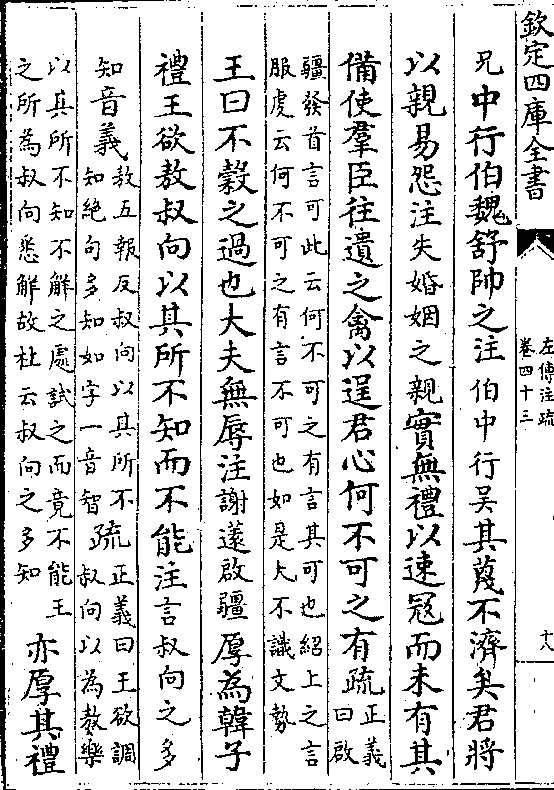 欽定四庫全書
左傳注疏
卷四十三
十八
兄中行伯魏舒帥之注伯中行吳其蔑不濟矣君將
以親易怨注失婚姻之親實無禮以速冦而未有其
備使羣臣往遺之禽以逞君心何不可之有疏正義
曰啟
疆發首言可此云何不可之有言其可也紹上之言
服虔云何不可之有言不可也如是大不識文勢
王曰不穀之過也大夫無辱注謝薳啟疆厚為韓子
禮王欲敖叔向以其所不知而不能注言叔向之多
知音義敖五報反叔向以其所不
知絶句多知如字一音智疏正義曰王欲調
叔向以為敖樂
以其所不知不解之處試之而竟不能王
之所為叔向悉解故杜云叔向之多知亦厚其禮